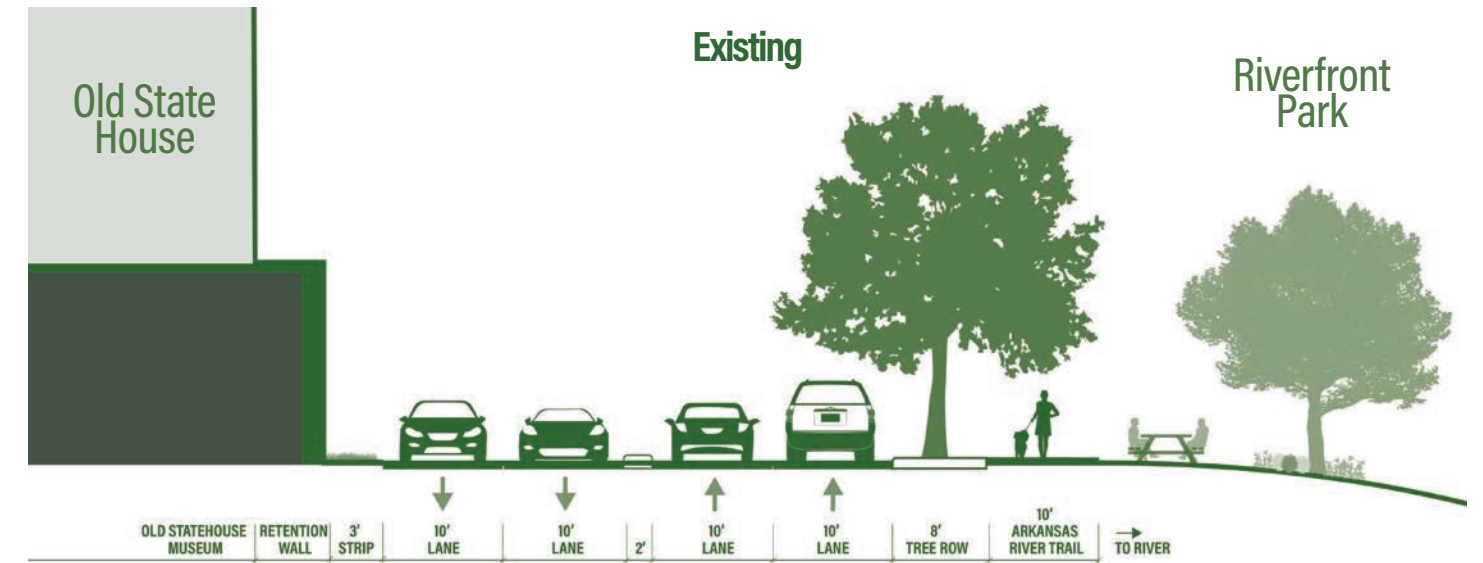 Existing
Old State
House
Riverfront
Park
OLD STATEHOUSE
MUSEUM
RETENTION
WALL
3'
STRIP
10'
LANE
10'
LANE
2'
10'
LANE
10'
LANE
8'
TREE ROW
10'
ARKANSAS
RIVER TRAIL
TO RIVER